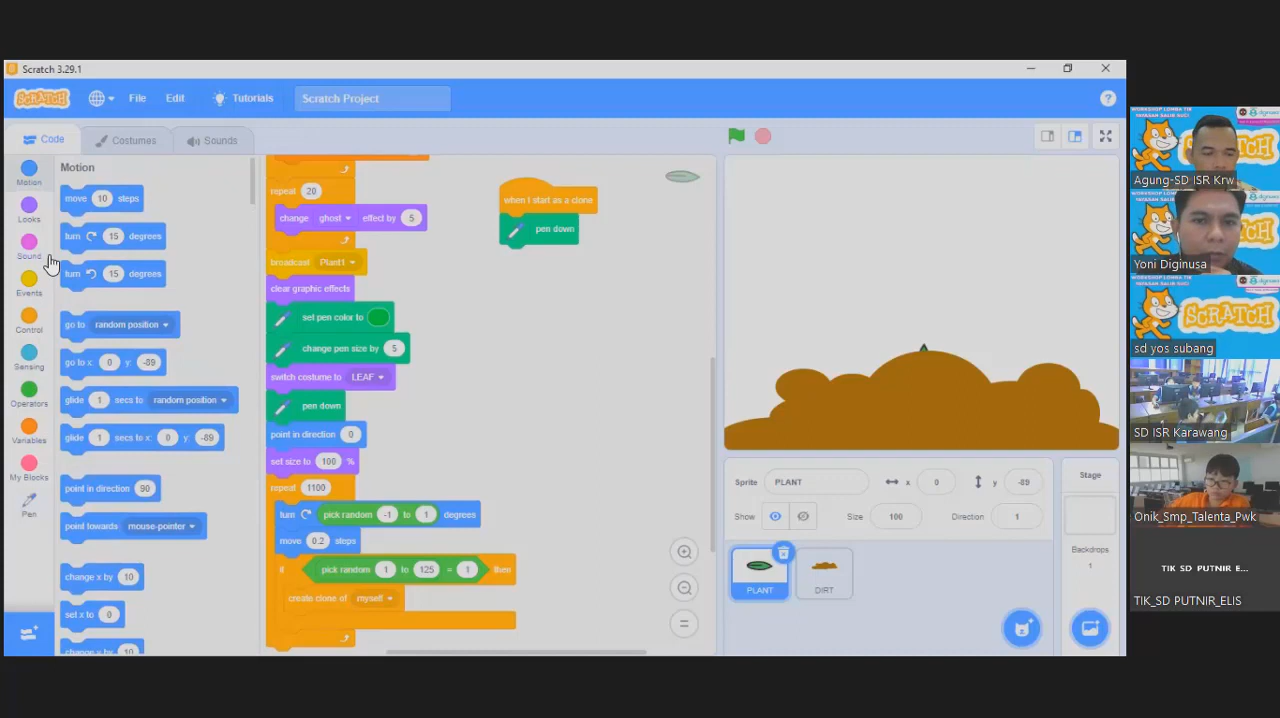 Scratch 3.29.1
SCRATCH
File
Edit
Tutorials
Scratch Project
?
Code
Costumes
Sounds
Motion
Looks
Sound
Events
Control
Sensing
Operators
Variables
My Blocks
Pen
Motion
move 10 steps
turn 15 degrees
turn 15 degrees
go to random position
go to x: 0 y: -89
glide 1 secs to random position
glide 1 secs to x: 0 y: -89
point in direction 90
point towards mouse-pointer
change x by 10
set x to 0
change y by 10
repeat 20
change ghost effect by 5
broadcast Plant1
clear graphic effects
set pen color to
change pen size by 5
switch costume to LEAF
pen down
point in direction 0
set size to 100 %
repeat 1100
turn pick random -1 to 1 degrees
move 0.2 steps
if pick random 1 to 125 = 1 then
create clone of myself
when I start as a clone
pen down
Sprite PLANT x 0 y -89
Show Size 100 Direction 1
PLANT
DIRT
Stage
Backdrops
1
Agung-SD ISR Krw
Yoni Diginusa
SCRATCH
sd yos subang
SD ISR Karawang
Onik_Smp_Talenta_Pwk
TIK SD PUTNIR E...
TIK_SD PUTNIR_ELIS